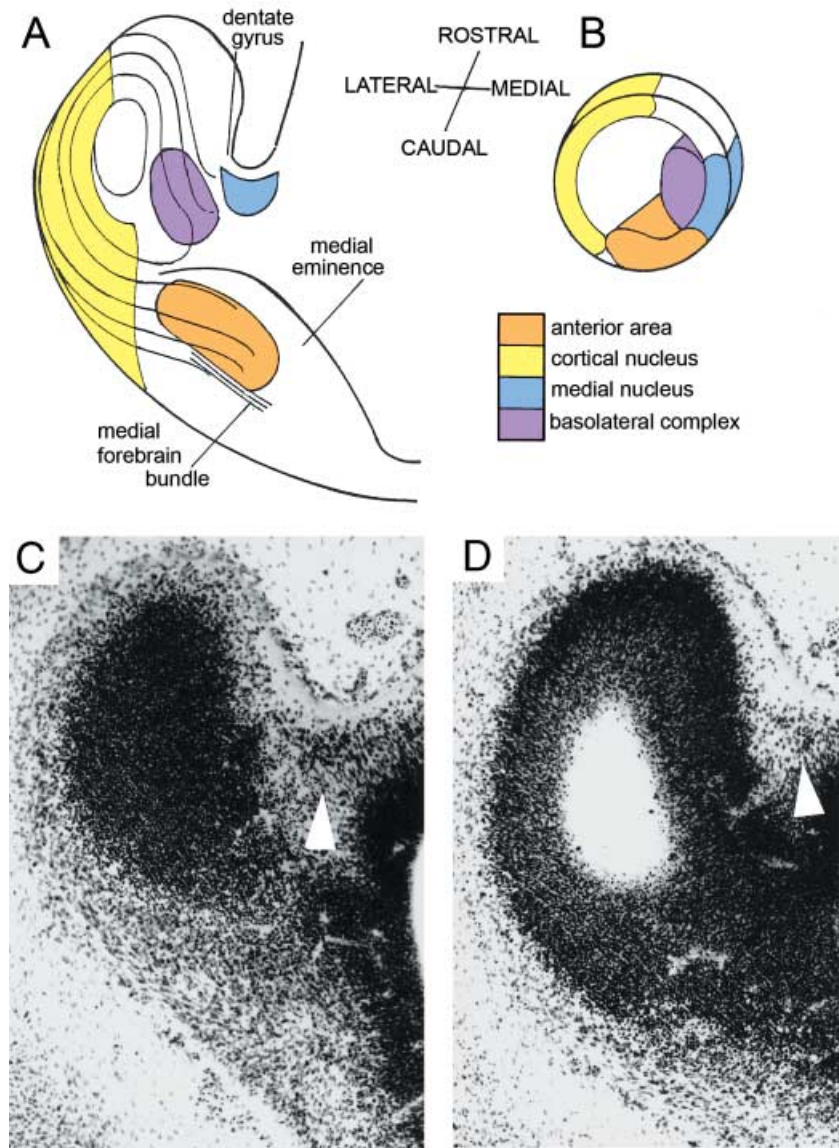 A
dentate
gyrus
ROSTRAL
LATERAL
MEDIAL
CAUDAL
B
medial
eminence
medial
forebrain
bundle
anterior area
cortical nucleus
medial nucleus
basolateral complex
C
D